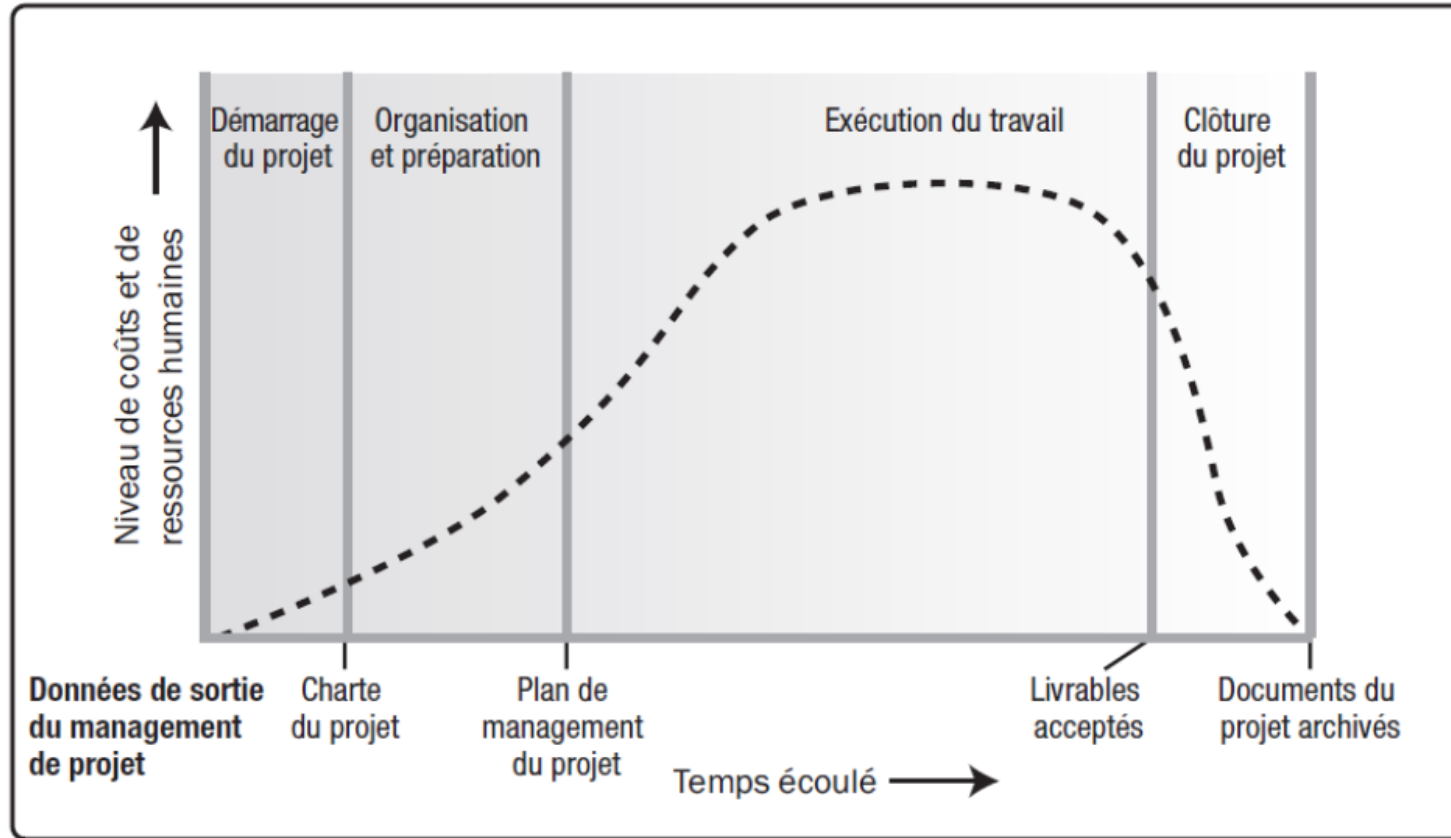 Démarrage
du projet
Organisation
et préparation
Exécution du travail
Clôture
du projet
Niveau de coûts et de
ressources humaines
Données de sortie
du management
de projet
Charte
du projet
Plan de
management
du projet
Livrables
acceptés
Documents du
projet archivés
Temps écoulé